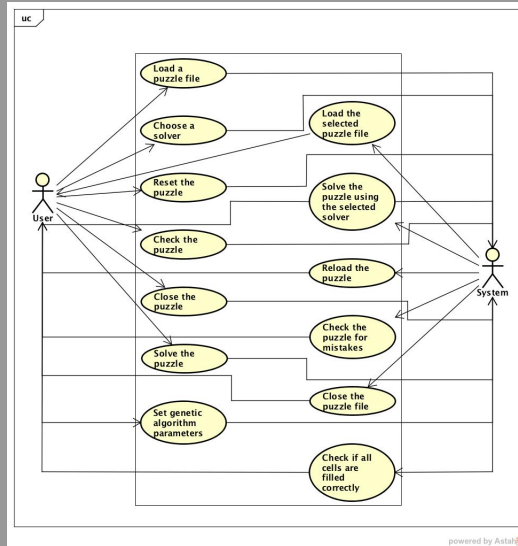 uc
Load a
puzzle file
Choose a
solver
Load the
selected
puzzle file
Reset the
puzzle
Solve the
puzzle using
the selected
solver
User
Check the
puzzle
Reload the
puzzle
System
Close the
puzzle
Check the
puzzle for
mistakes
Solve the
puzzle
Close the
puzzle file
Set genetic
algorithm
parameters
Check if all
cells are
filled
correctly
powered by Astah